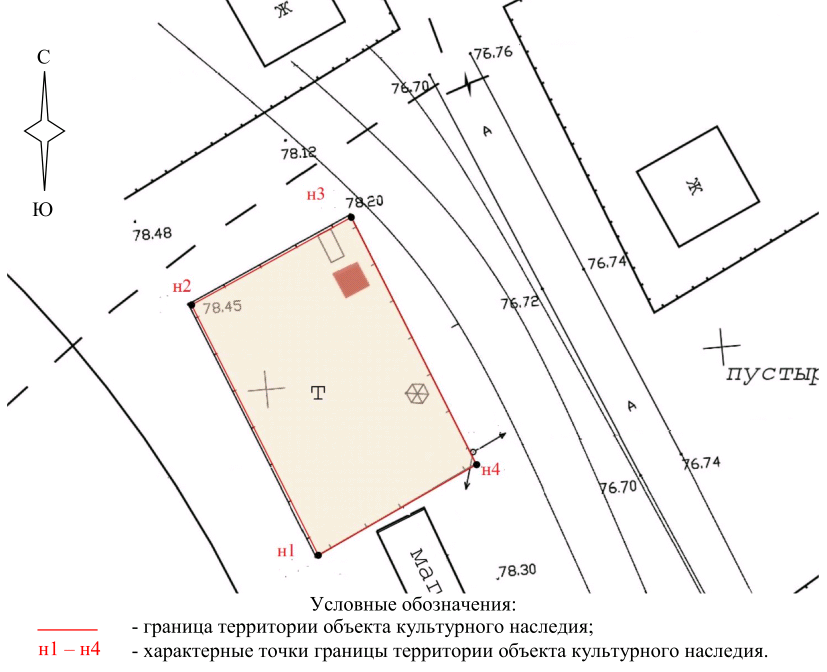 ж
С
Ю
76.76
76.70
А
78.12
ж
н3
78.20
78.48
76.74
н2
78.45
76.72
пустыр
Т
А
76.74
н4
76.70
н1
маг
78.30
Условные обозначения:
- граница территории объекта культурного наследия;
н1 – н4 - характерные точки границы территории объекта культурного наследия.